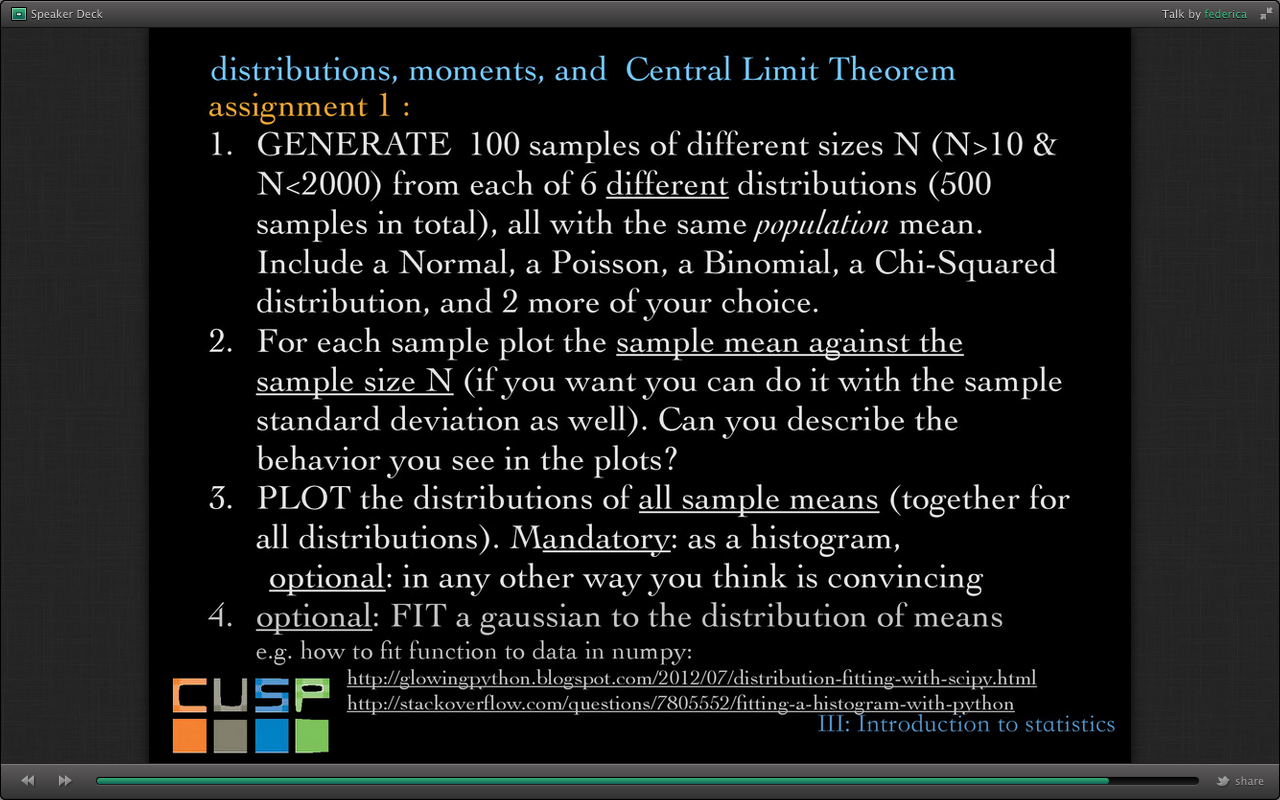 Speaker Deck
Talk by federica
distributions, moments, and Central Limit Theorem
assignment 1 :
1. GENERATE 100 samples of different sizes N (N>10 &
N<2000) from each of 6 different distributions (500
samples in total), all with the same population mean.
Include a Normal, a Poisson, a Binomial, a Chi-Squared
distribution, and 2 more of your choice.
2. For each sample plot the sample mean against the
sample size N (if you want you can do it with the sample
standard deviation as well). Can you describe the
behavior you see in the plots?
3. PLOT the distributions of all sample means (together for
all distributions). Mandatory: as a histogram,
optional: in any other way you think is convincing
4. optional: FIT a gaussian to the distribution of means
e.g. how to fit function to data in numpy:
http://glowingpython.blogspot.com/2012/07/distribution-fitting-with-scipy.html
http://stackoverflow.com/questions/7805552/fitting-a-histogram-with-python
CUSP
III: Introduction to statistics
share